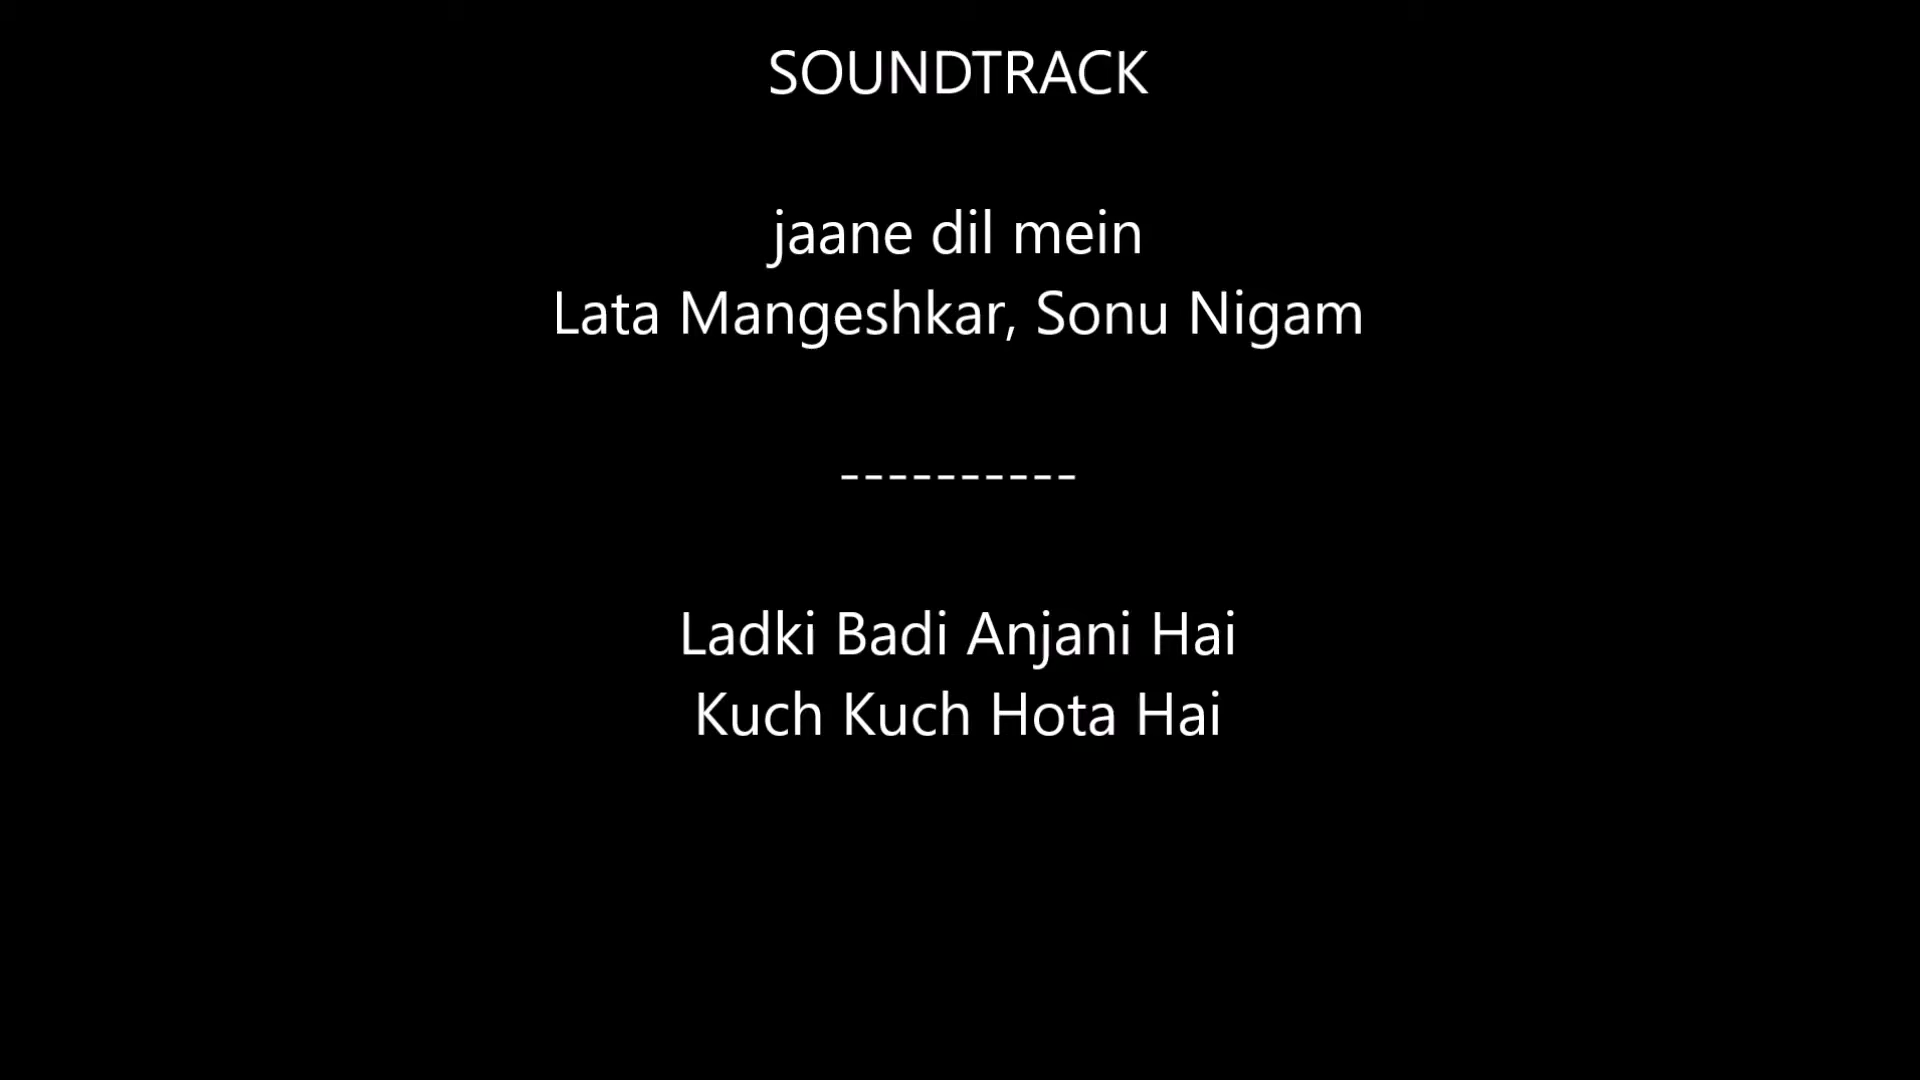 SOUNDTRACK
jaane dil mein
Lata Mangeshkar, Sonu Nigam
----------
Ladki Badi Anjani Hai
Kuch Kuch Hota Hai